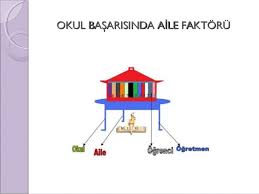 OKUL BAŞARISINDA AİLE FAKTÖRÜ
Okul
Aile
Öğrenci
Öğretmen